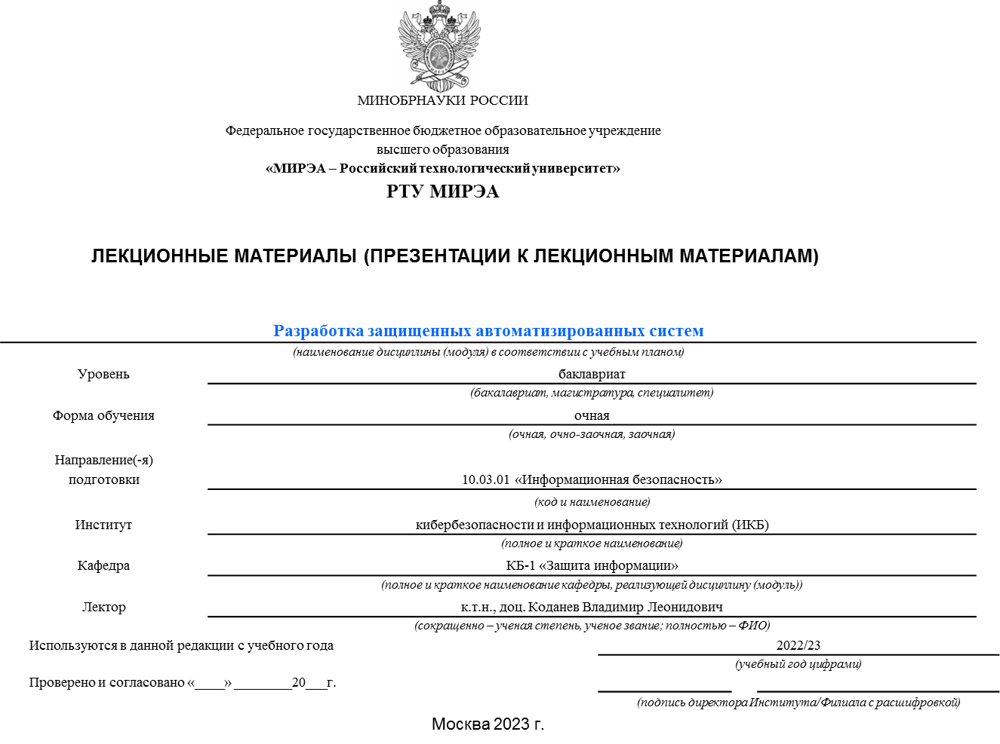 МИНОБРНАУКИ РОССИИ
Федеральное государственное бюджетное образовательное учреждение
высшего образования
«МИРЭА – Российский технологический университет»
РТУ МИРЭА
ЛЕКЦИОННЫЕ МАТЕРИАЛЫ (ПРЕЗЕНТАЦИИ К ЛЕКЦИОННЫМ МАТЕРИАЛАМ)
Разработка защищенных автоматизированных систем
(наименование дисциплины (модуля) в соответствии с учебным планом)
Уровень баклавриат
(бакалавриат, магистратура, специалитет)
Форма обучения очная
(очная, очно-заочная, заочная)
Направление(-я)
подготовки 10.03.01 «Информационная безопасность»
(код и наименование)
Институт кибербезопасности и информационных технологий (ИКБ)
(полное и краткое наименование)
Кафедра КБ-1 «Защита информации»
(полное и краткое наименование кафедры, реализующей дисциплину (модуль))
Лектор к.т.н., доц. Коданев Владимир Леонидович
(сокращенно – ученая степень, ученое звание; полностью – ФИО)
Используются в данной редакции с учебного года 2022/23
(учебный год цифрами)
Проверено и согласовано «____» ________20___г.
(подпись директора Института/Филиала с расшифровкой)
Москва 2023 г.